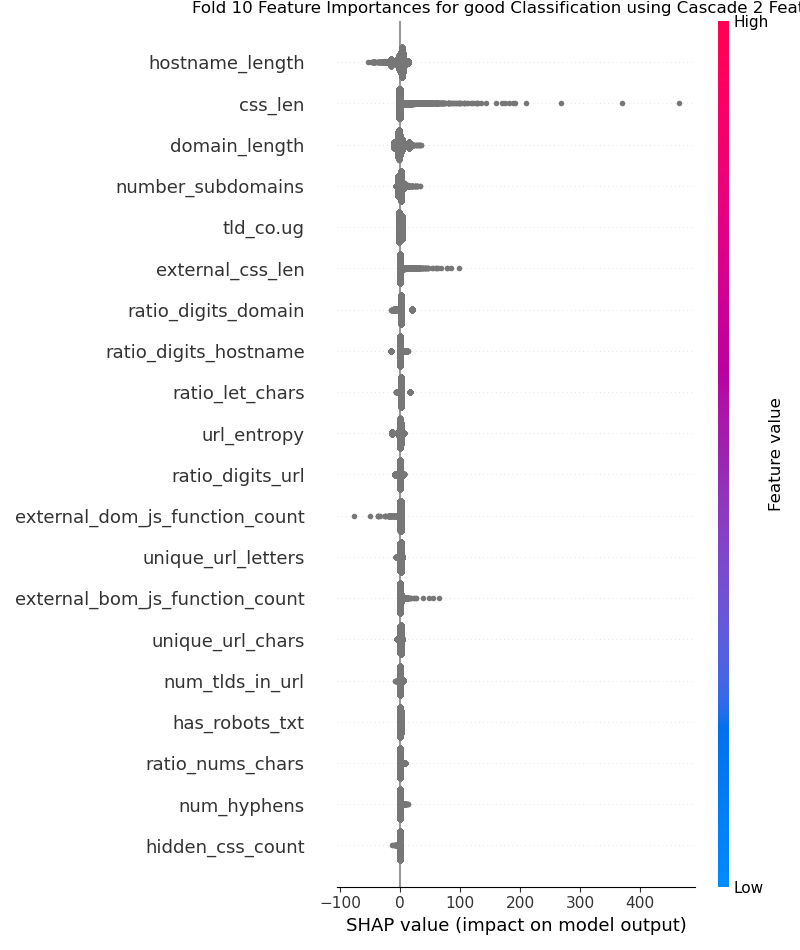 Fold 10 Feature Importances for good Classification using Cascade 2 Feat
High
hostname_length
css_len
domain_length
number_subdomains
tld_co.ug
external_css_len
ratio_digits_domain
ratio_digits_hostname
ratio_let_chars
url_entropy
ratio_digits_url
external_dom_js_function_count
unique_url_letters
external_bom_js_function_count
unique_url_chars
num_tlds_in_url
has_robots_txt
ratio_nums_chars
num_hyphens
hidden_css_count
Feature value
Low
−100 0 100 200 300 400
SHAP value (impact on model output)